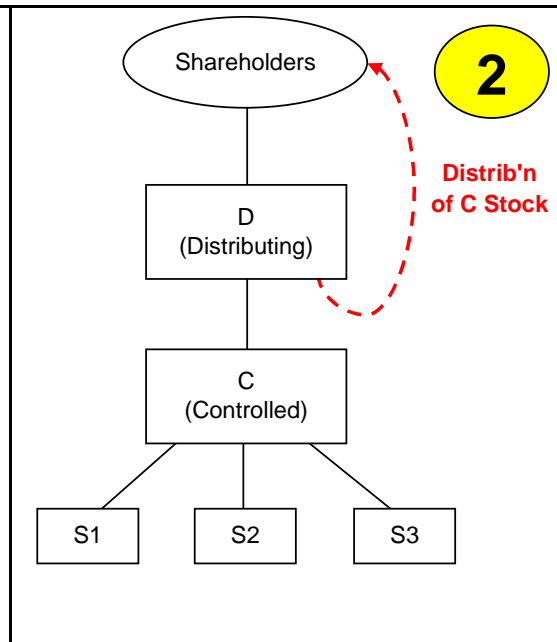 Shareholders
2
Distrib'n
of C Stock
D
(Distributing)
C
(Controlled)
S1
S2
S3